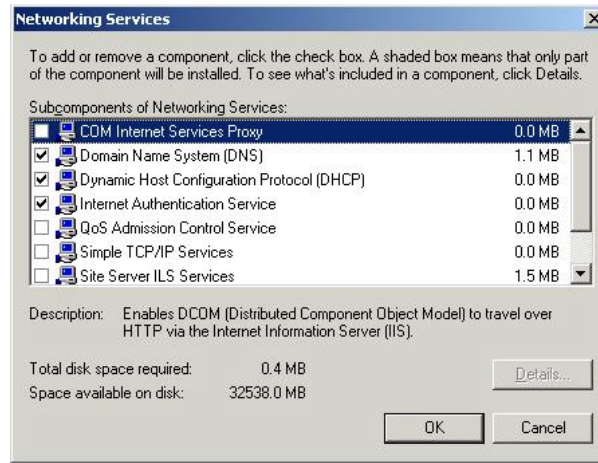 Networking Services
To add or remove a component, click the check box. A shaded box means that only part
of the component will be installed. To see what's included in a component, click Details.
Subcomponents of Networking Services:
COM Internet Services Proxy 0.0 MB
Domain Name System (DNS) 1.1 MB
Dynamic Host Configuration Protocol (DHCP) 0.0 MB
Internet Authentication Service 0.0 MB
QoS Admission Control Service 0.0 MB
Simple TCP/IP Services 0.0 MB
Site Server ILS Services 1.5 MB
Description: Enables DCOM (Distributed Component Object Model) to travel over
HTTP via the Internet Information Server (IIS).
Total disk space required: 0.4 MB
Space available on disk: 32538.0 MB
Details...
OK Cancel